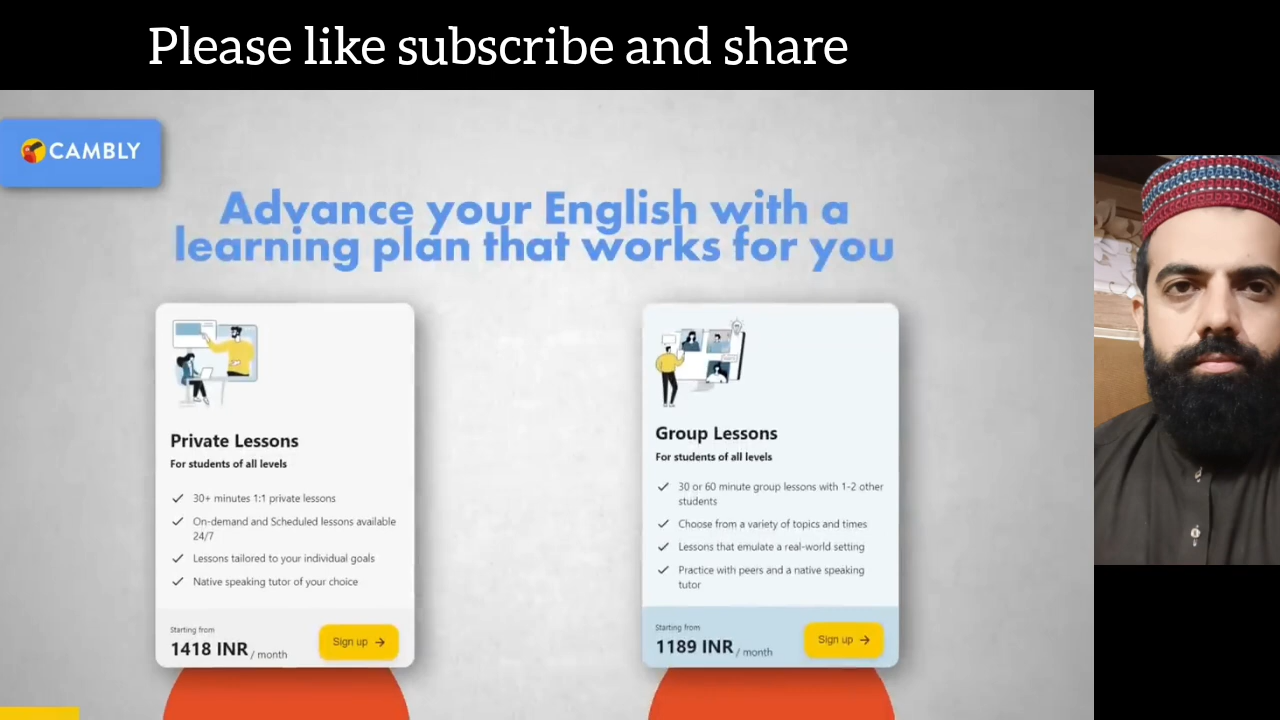 Please like subscribe and share
CAMBLY
Advance your English with a
learning plan that works for you
Private Lessons
For students of all levels
30+ minutes 1:1 private lessons
On-demand and Scheduled lessons available
24/7
Lessons tailored to your individual goals
Native speaking tutor of your choice
Starting from
1418 INR / month
Sign up →
Group Lessons
For students of all levels
30 or 60 minute group lessons with 1-2 other
students
Choose from a variety of topics and times
Lessons that emulate a real-world setting
Practice with peers and a native speaking
tutor
Starting from
1189 INR / month
Sign up →